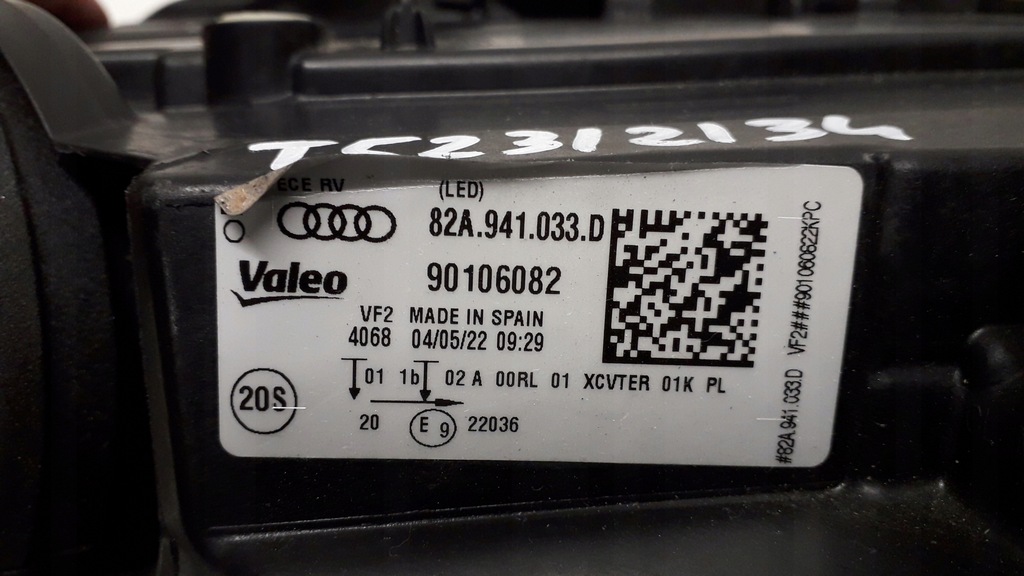 TC2312134
ECE RV
(LED)
82A.941.033.D
Valeo
90106082
VF2 MADE IN SPAIN
4068 04/05/22 09:29
01 1b 02 A 00RL 01 XCVTER 01K PL
20S
20 E 9 22036
#82A.941.033.D VF2###901060822KPC